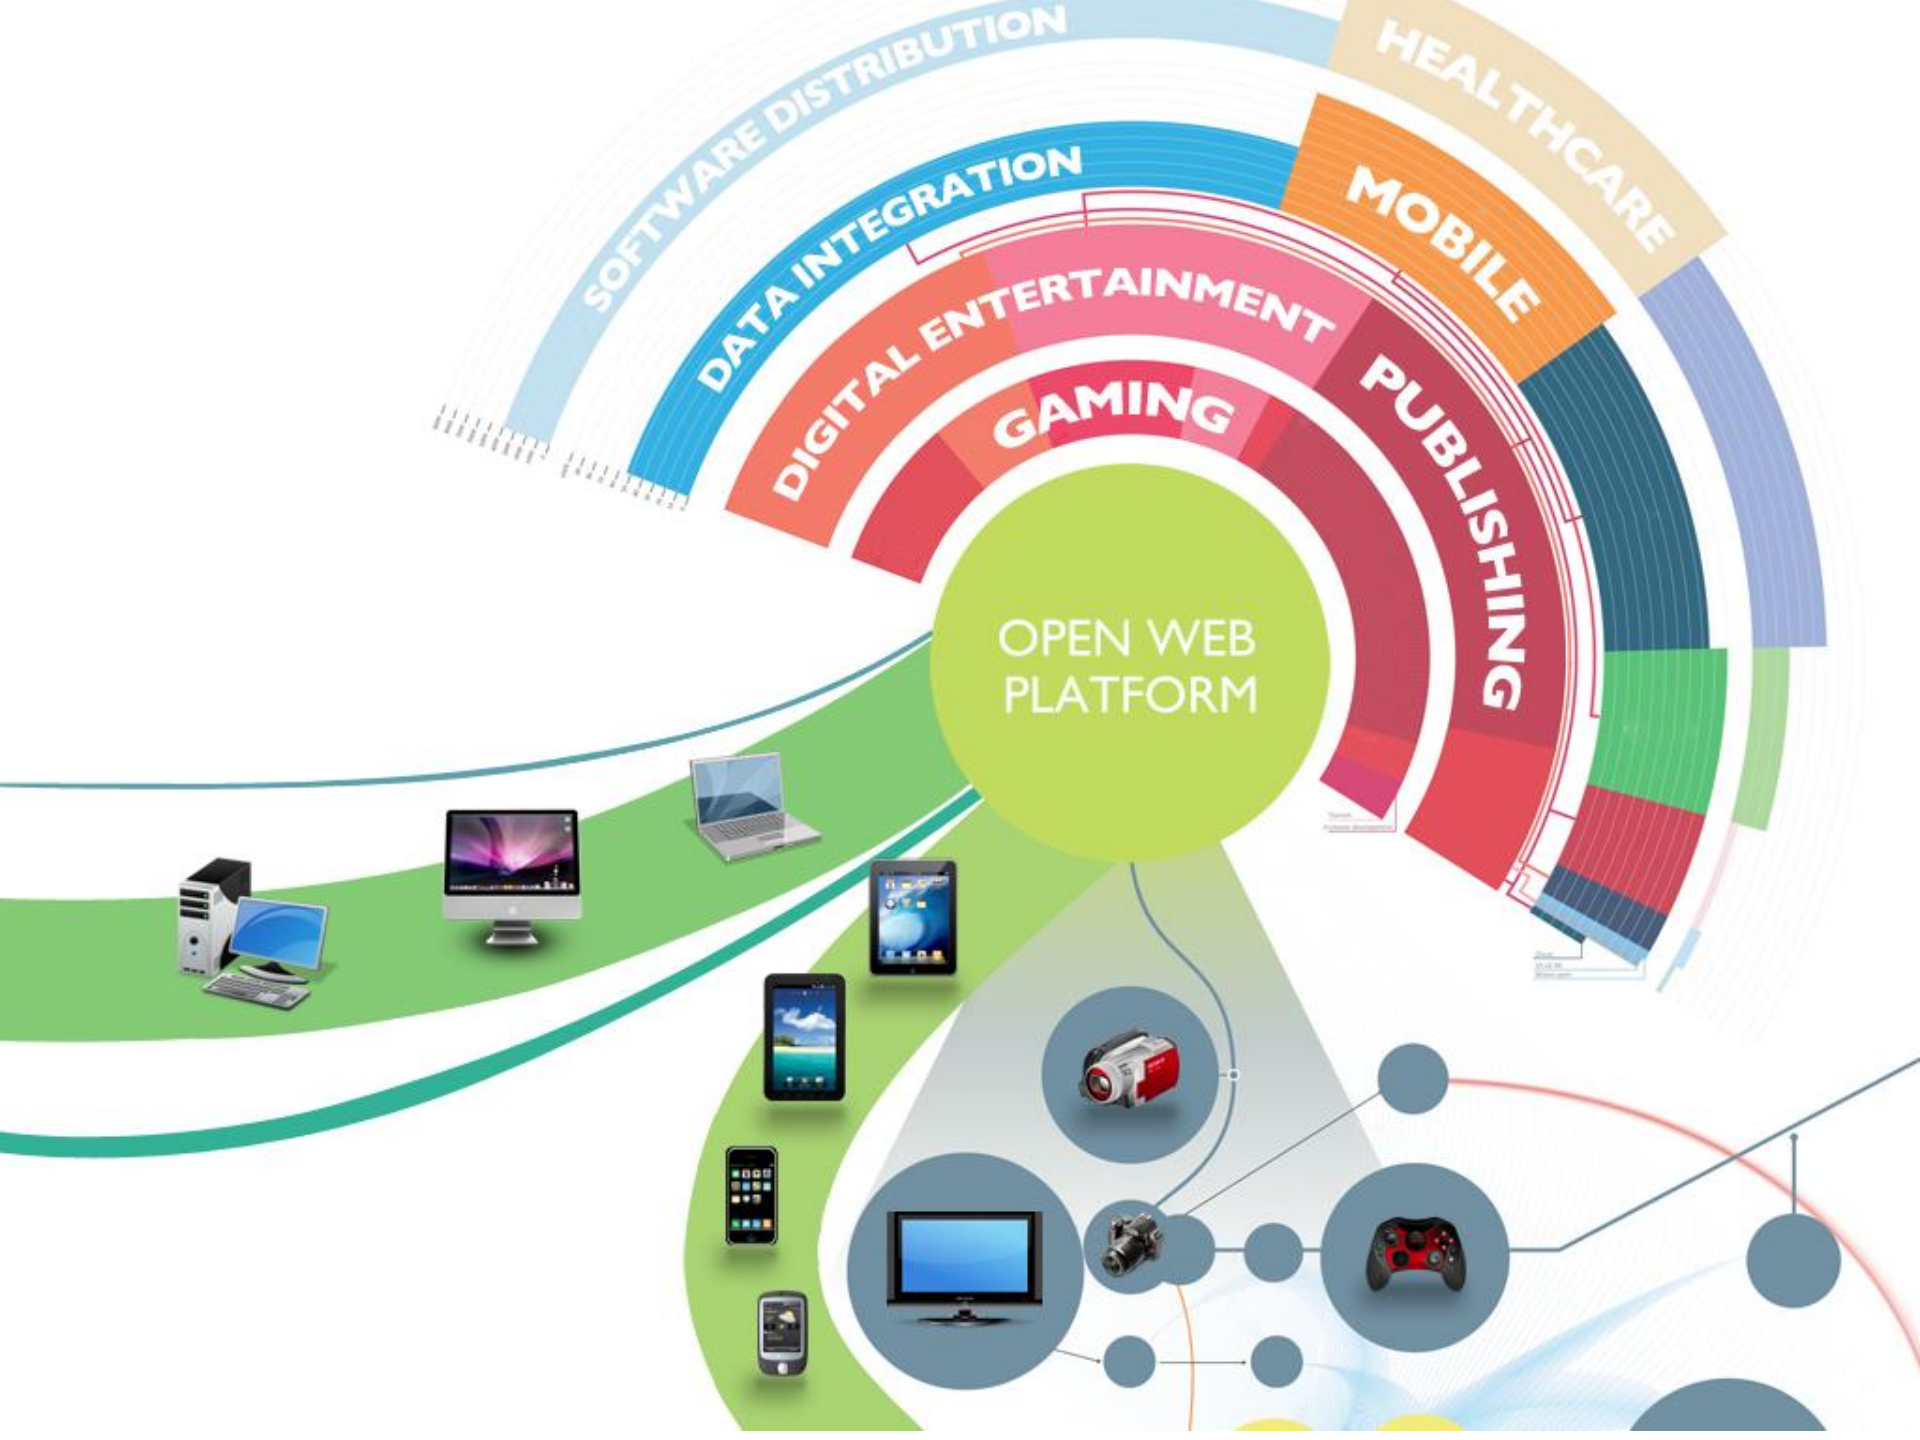 SOFTWARE DISTRIBUTION
HEALTHCARE
DATA INTEGRATION
MOBILE
DIGITAL ENTERTAINMENT
PUBLISHING
GAMING
OPEN WEB
PLATFORM